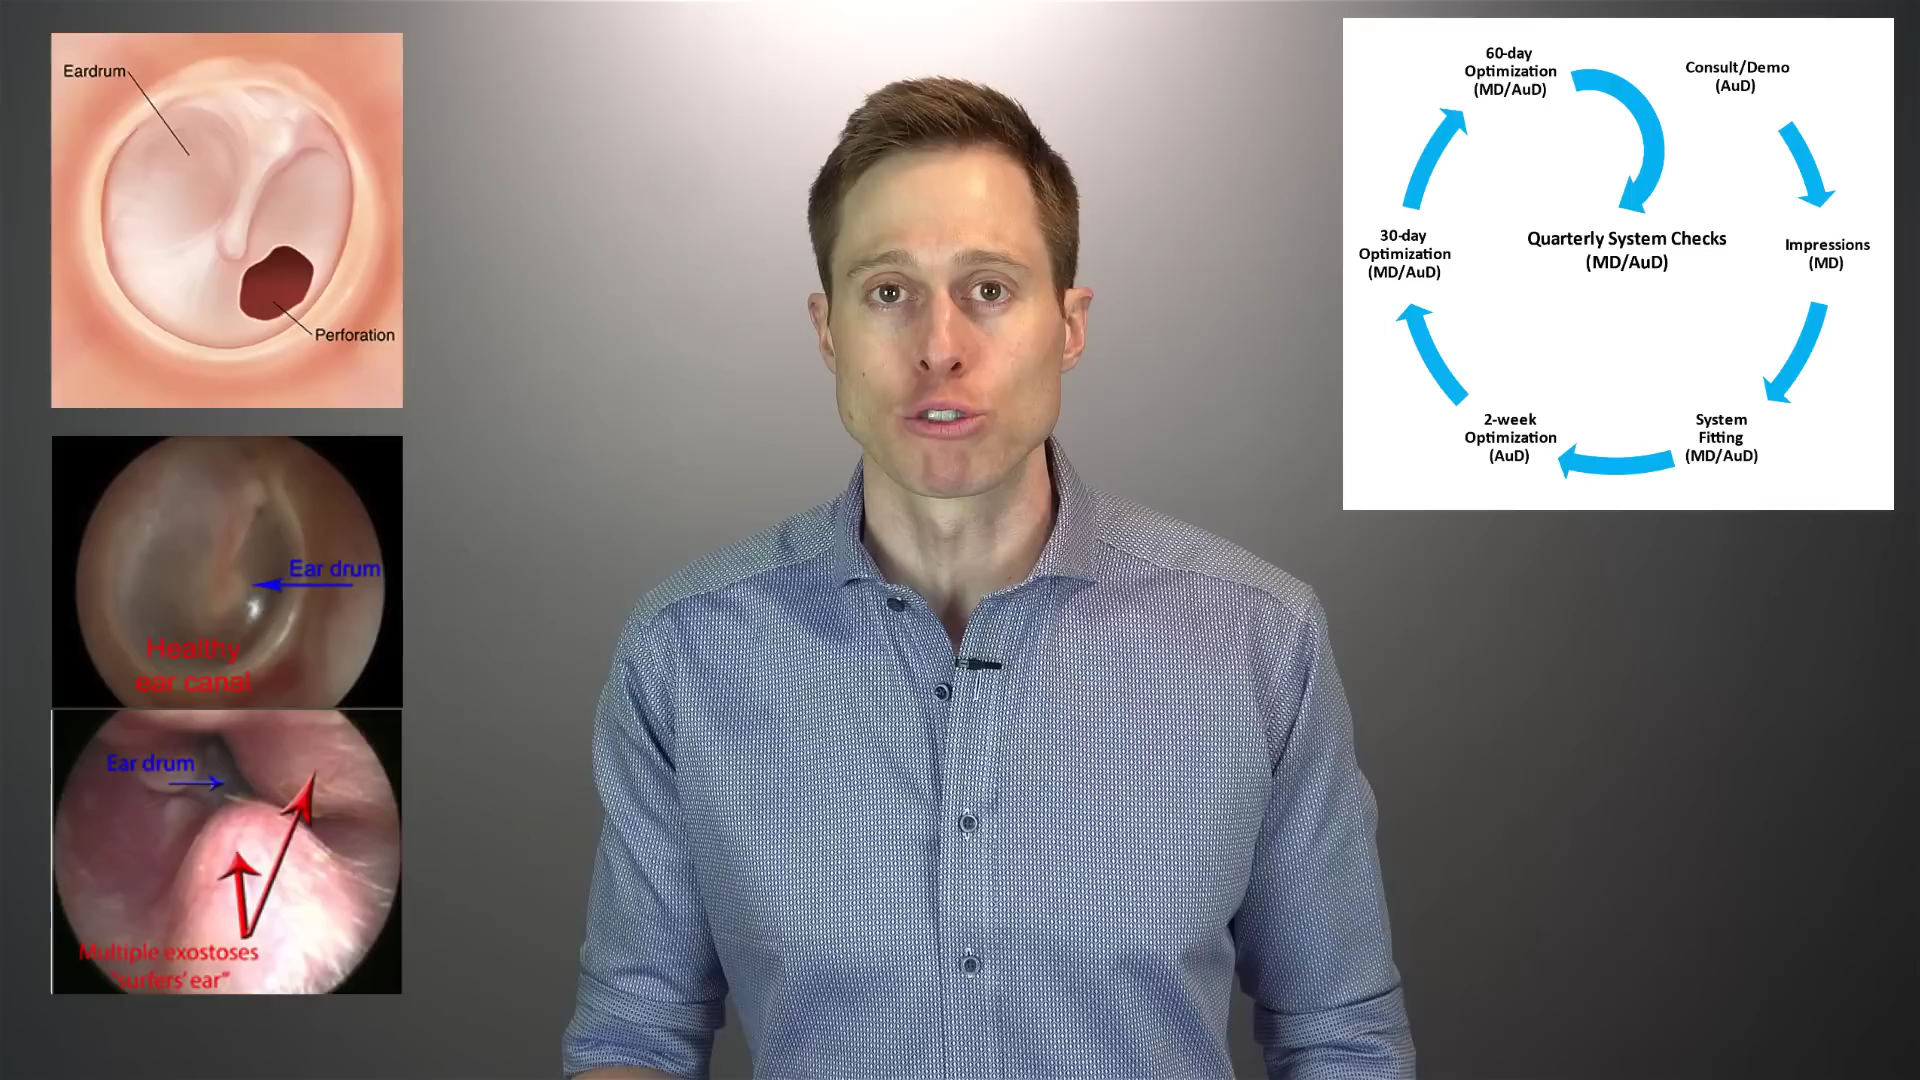 Eardrum
Perforation
Ear drum
Healthy
ear canal
Ear drum
Multiple exostoses
"surfers' ear"
60-day
Optimization
(MD/AuD)
Consult/Demo
(AuD)
Quarterly System Checks
(MD/AuD)
Impressions
(MD)
30-day
Optimization
(MD/AuD)
2-week
Optimization
(AuD)
System
Fitting
(MD/AuD)